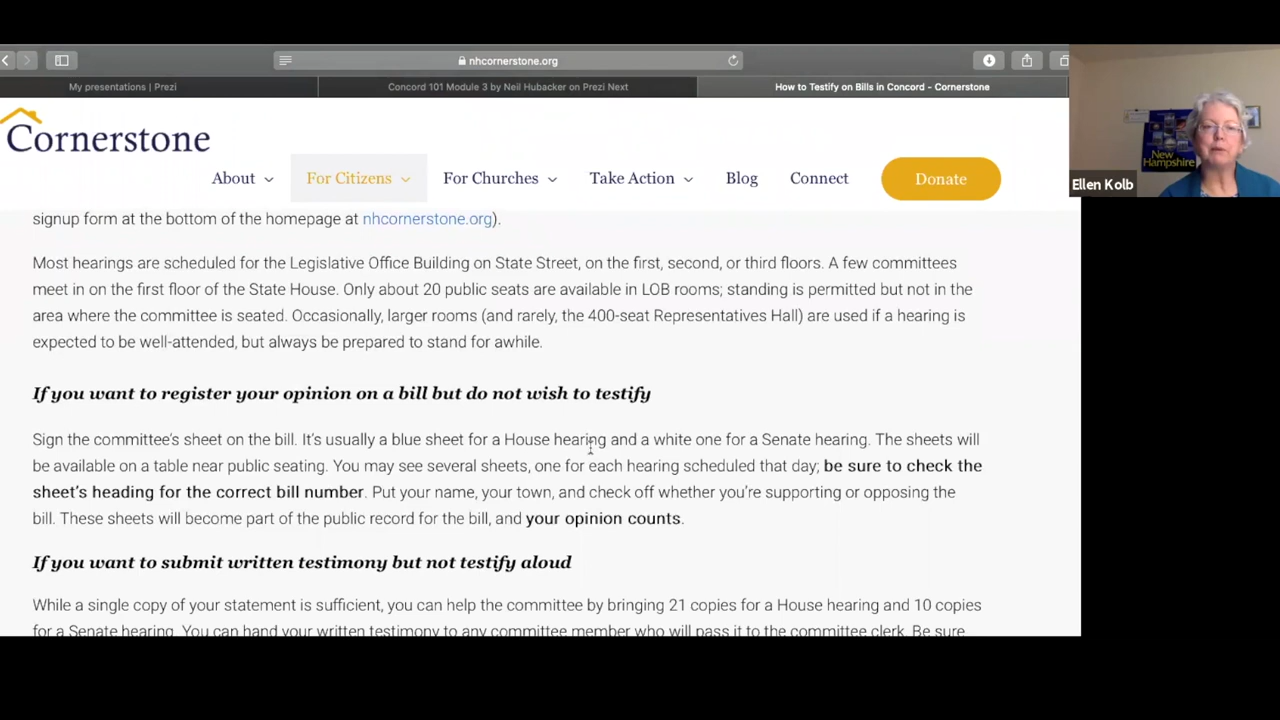 nhcornerstone.org
My presentations | Prezi
Concord 101 Module 3 by Neil Hubacker on Prezi Next
How to Testify on Bills in Concord - Cornerstone
Cornerstone
About
For Citizens
For Churches
Take Action
Blog
Connect
Donate
New
Hampshire
Ellen Kolb
signup form at the bottom of the homepage at nhcornerstone.org).
Most hearings are scheduled for the Legislative Office Building on State Street, on the first, second, or third floors. A few committees
meet in on the first floor of the State House. Only about 20 public seats are available in LOB rooms; standing is permitted but not in the
area where the committee is seated. Occasionally, larger rooms (and rarely, the 400-seat Representatives Hall) are used if a hearing is
expected to be well-attended, but always be prepared to stand for awhile.
If you want to register your opinion on a bill but do not wish to testify
Sign the committee's sheet on the bill. It's usually a blue sheet for a House hearing and a white one for a Senate hearing. The sheets will
be available on a table near public seating. You may see several sheets, one for each hearing scheduled that day; be sure to check the
sheet's heading for the correct bill number. Put your name, your town, and check off whether you're supporting or opposing the
bill. These sheets will become part of the public record for the bill, and your opinion counts.
If you want to submit written testimony but not testify aloud
While a single copy of your statement is sufficient, you can help the committee by bringing 21 copies for a House hearing and 10 copies
for a Senate hearing. You can hand your written testimony to any committee member who will pass it to the committee clerk. Be sure